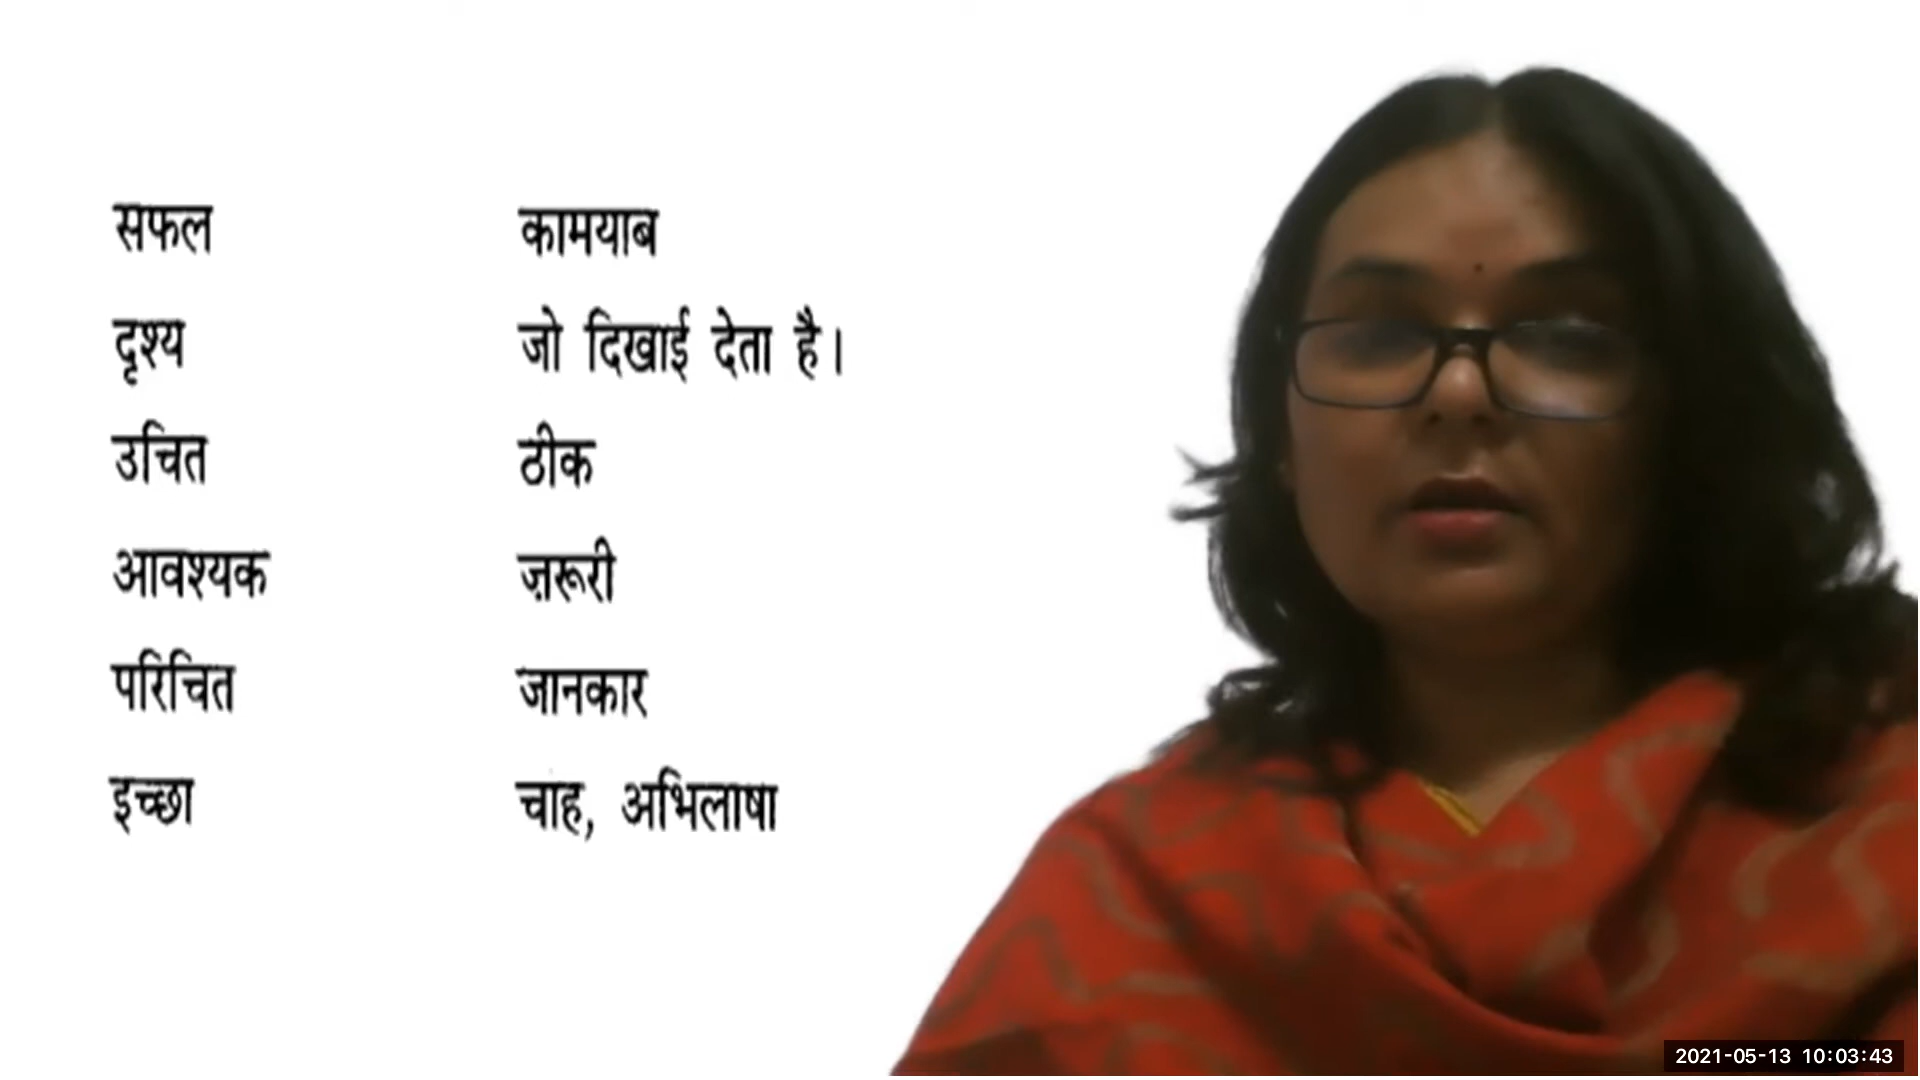 सफल कामयाब
दृश्य जो दिखाई देता है।
उचित ठीक
आवश्यक ज़रूरी
परिचित जानकार
इच्छा चाह, अभिलाषा
2021-05-13 10:03:43